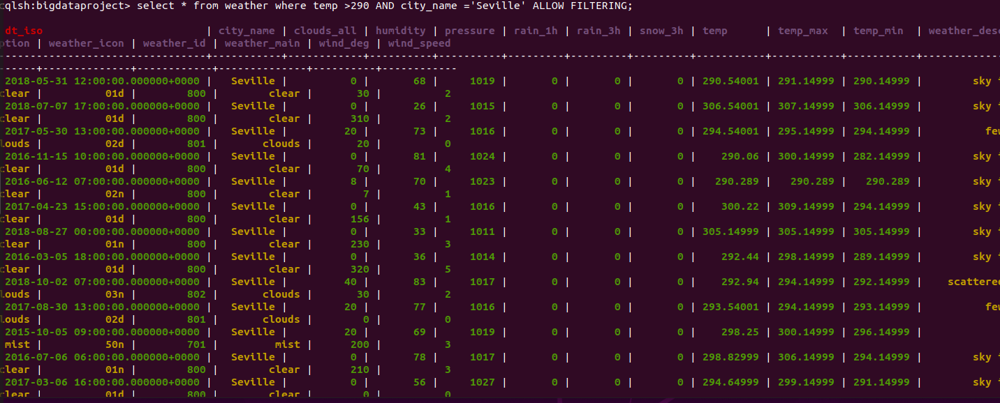 cqlsh:bigdataproject> select * from weather where temp >290 AND city_name ='Seville' ALLOW FILTERING;
dt_iso | city_name | clouds_all | humidity | pressure | rain_1h | rain_3h | snow_3h | temp | temp_max | temp_min | weather_desc
ption | weather_icon | weather_id | weather_main | wind_deg | wind_speed
2018-05-31 12:00:00.000000+0000 | Seville | 0 | 68 | 1019 | 0 | 0 | 0 | 290.54001 | 291.14999 | 290.14999 | sky
clear | 01d | 800 | clear | 30 | 2
2018-07-07 17:00:00.000000+0000 | Seville | 0 | 26 | 1015 | 0 | 0 | 0 | 306.54001 | 307.14999 | 306.14999 | sky
clear | 01d | 800 | clear | 310 | 2
2017-05-30 13:00:00.000000+0000 | Seville | 20 | 73 | 1016 | 0 | 0 | 0 | 294.54001 | 295.14999 | 294.14999 | few
louds | 02d | 801 | clouds | 20 | 0
2016-11-15 10:00:00.000000+0000 | Seville | 0 | 81 | 1024 | 0 | 0 | 0 | 290.06 | 300.14999 | 282.14999 | sky
clear | 01d | 800 | clear | 70 | 4
2016-06-12 07:00:00.000000+0000 | Seville | 8 | 70 | 1023 | 0 | 0 | 0 | 290.289 | 290.289 | 290.289 | sky
clear | 02n | 800 | clear | 7 | 1
2017-04-23 15:00:00.000000+0000 | Seville | 0 | 43 | 1016 | 0 | 0 | 0 | 300.22 | 309.14999 | 294.14999 | sky
clear | 01d | 800 | clear | 156 | 1
2018-08-27 00:00:00.000000+0000 | Seville | 0 | 33 | 1011 | 0 | 0 | 0 | 305.14999 | 305.14999 | 305.14999 | sky
clear | 01n | 800 | clear | 230 | 3
2016-03-05 18:00:00.000000+0000 | Seville | 0 | 36 | 1014 | 0 | 0 | 0 | 292.44 | 298.14999 | 289.14999 | sky
clear | 01d | 800 | clear | 320 | 5
2018-10-02 07:00:00.000000+0000 | Seville | 40 | 83 | 1017 | 0 | 0 | 0 | 292.94 | 294.14999 | 292.14999 | scattered
louds | 03n | 802 | clouds | 30 | 2
2017-08-30 13:00:00.000000+0000 | Seville | 20 | 77 | 1016 | 0 | 0 | 0 | 293.54001 | 294.14999 | 293.14999 | few
louds | 02d | 801 | clouds | 0 | 0
2015-10-05 09:00:00.000000+0000 | Seville | 20 | 69 | 1019 | 0 | 0 | 0 | 298.25 | 300.14999 | 296.14999 |
mist | 50n | 701 | mist | 200 | 3
2016-07-06 06:00:00.000000+0000 | Seville | 0 | 78 | 1017 | 0 | 0 | 0 | 298.82999 | 306.14999 | 294.14999 | sky
clear | 01n | 800 | clear | 210 | 3
2017-03-06 16:00:00.000000+0000 | Seville | 0 | 56 | 1027 | 0 | 0 | 0 | 294.64999 | 299.14999 | 291.14999 | sky
clear | 01d | 800 | clear | 0 | 0